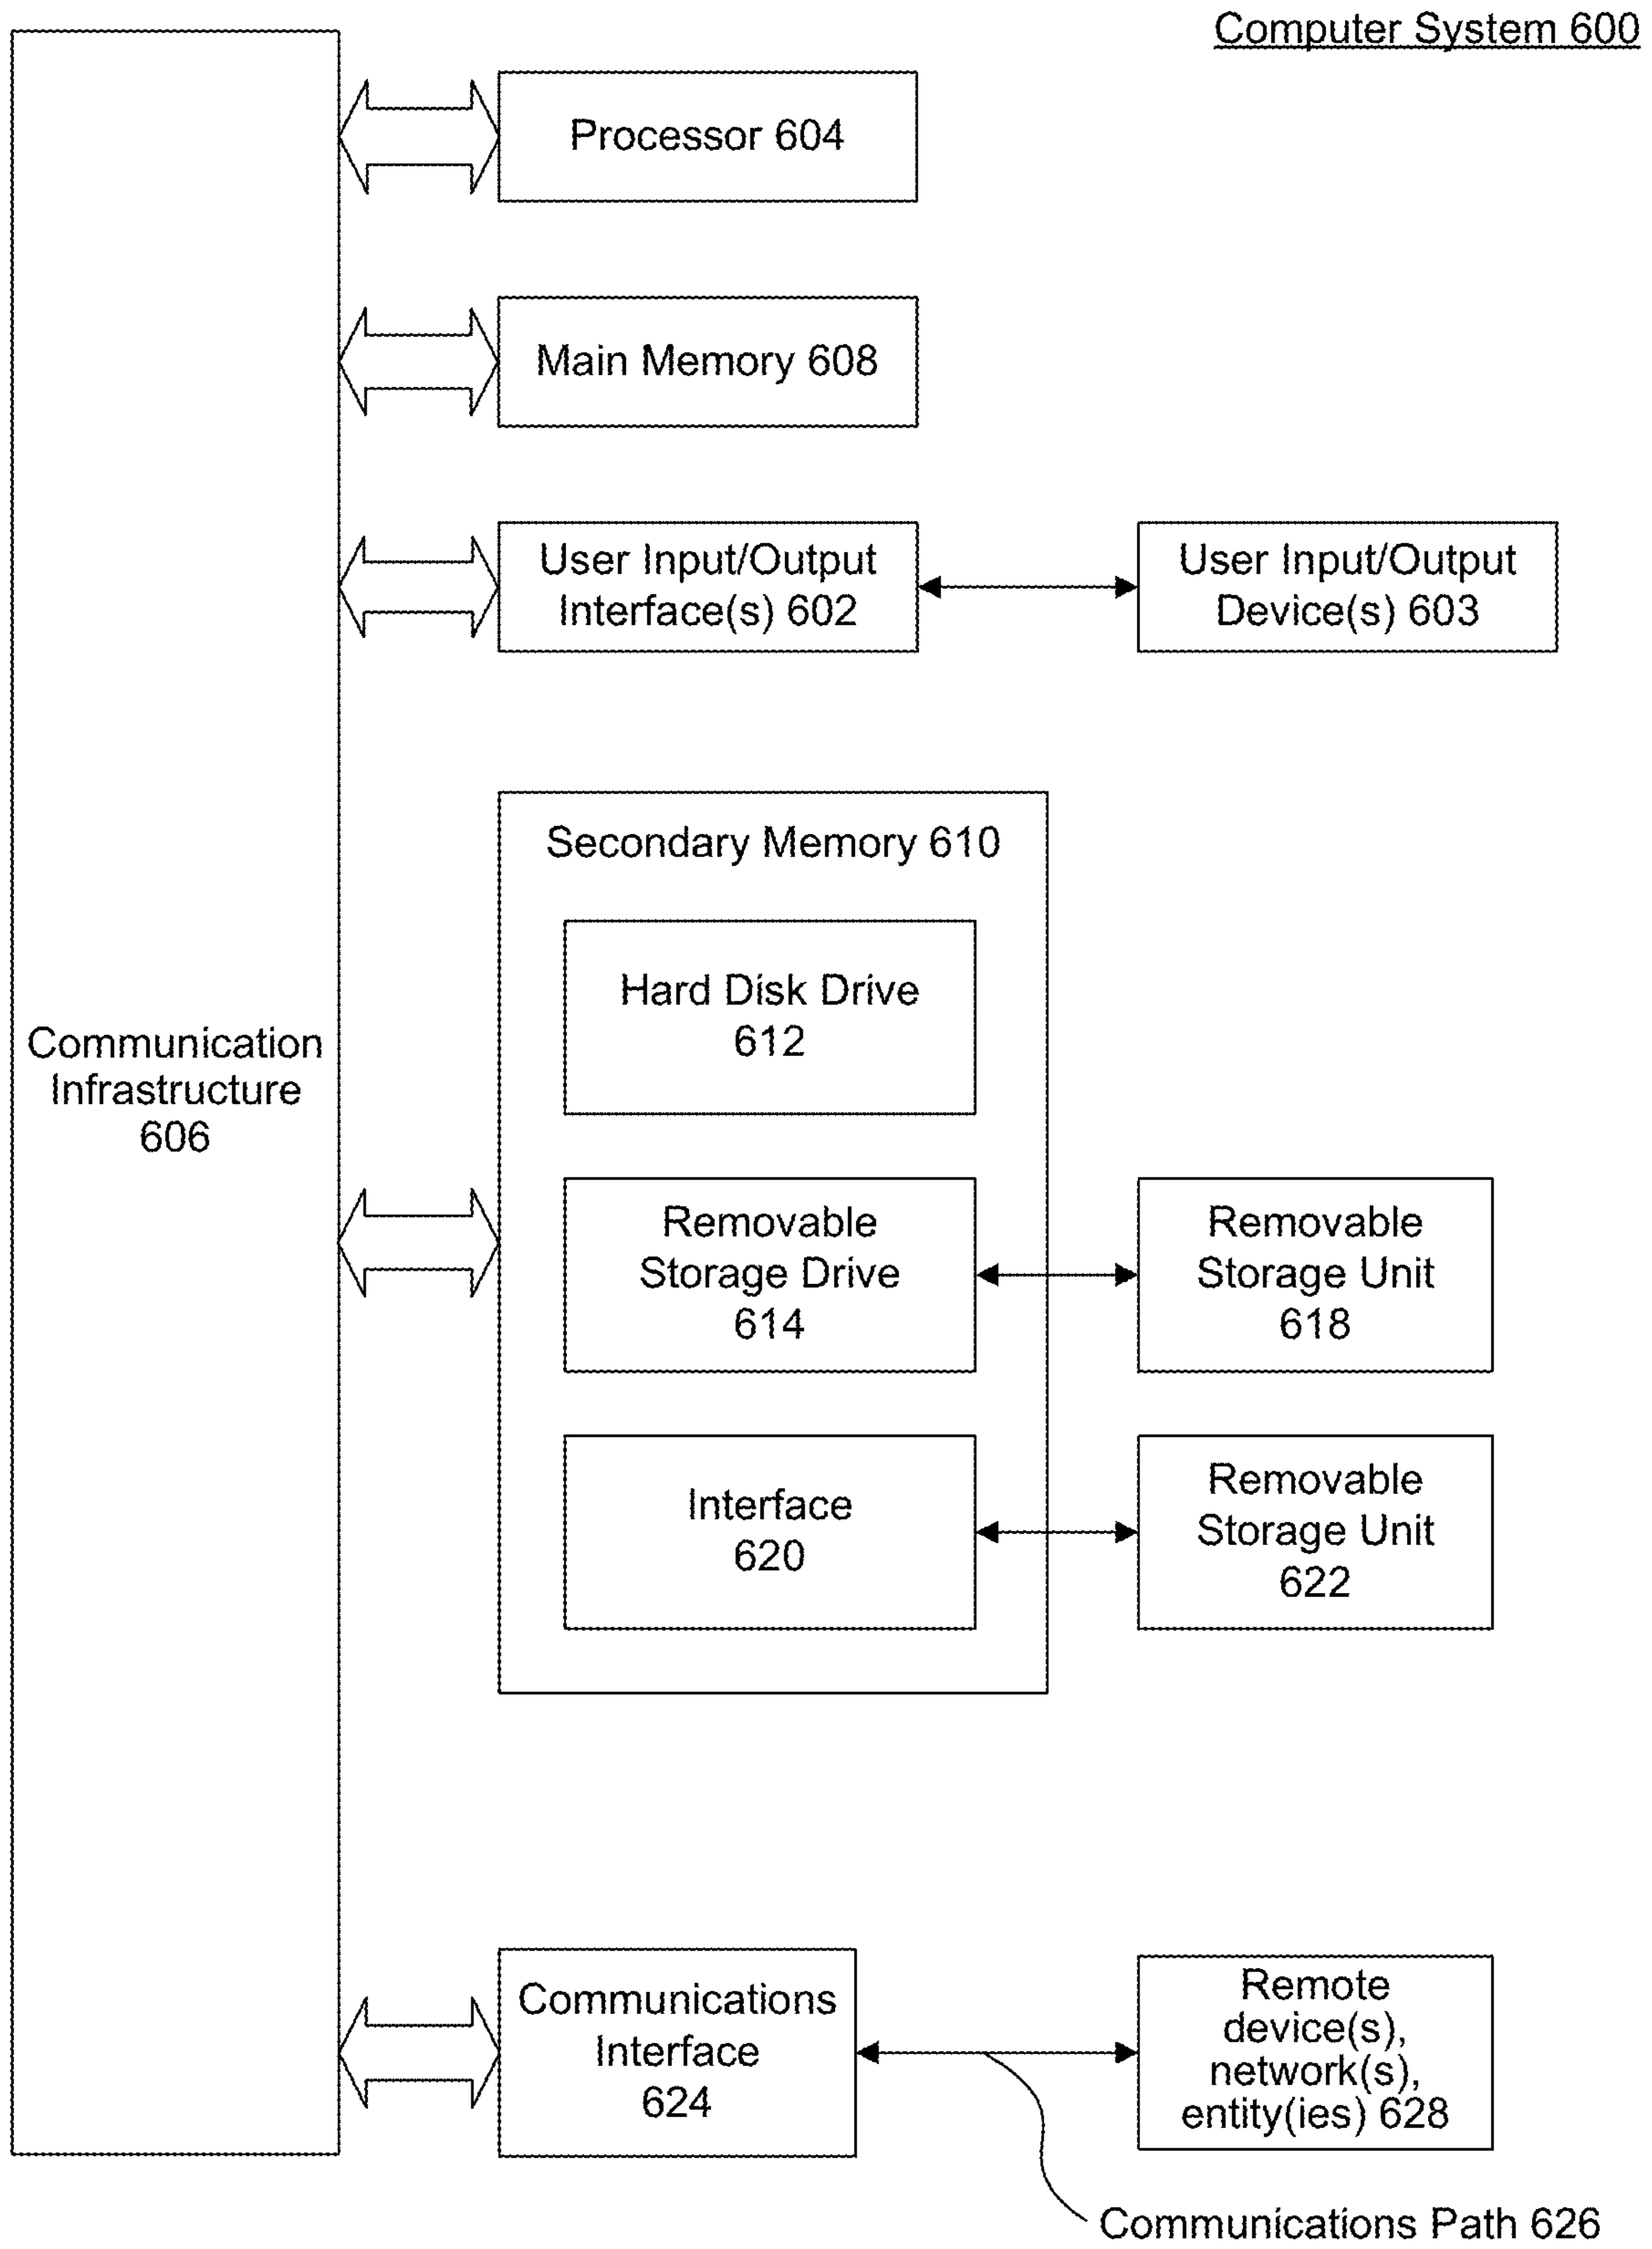 Computer System 600
Processor 604
Main Memory 608
User Input/Output
Interface(s) 602
User Input/Output
Device(s) 603
Secondary Memory 610
Hard Disk Drive
612
Communication
Infrastructure
606
Removable
Storage Drive
614
Removable
Storage Unit
618
Interface
620
Removable
Storage Unit
622
Communications
Interface
624
Remote
device(s),
network(s),
entity(ies) 628
Communications Path 626